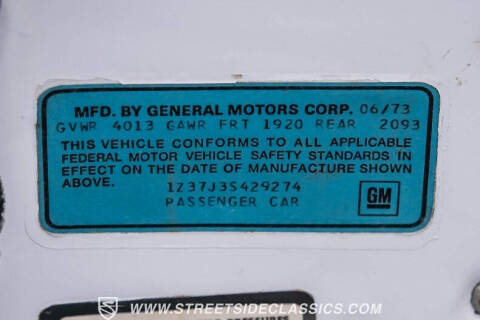 MFD. BY GENERAL MOTORS CORP. 06/73
GVWR 4013 GAWR FRT 1920 REAR 2093
THIS VEHICLE CONFORMS TO ALL APPLICABLE
FEDERAL MOTOR VEHICLE SAFETY STANDARDS IN
EFFECT ON THE DATE OF MANUFACTURE SHOWN
ABOVE.
1Z37J3S429274
PASSENGER CAR
GM
WWW.STREETSIDECLASSICS.COM